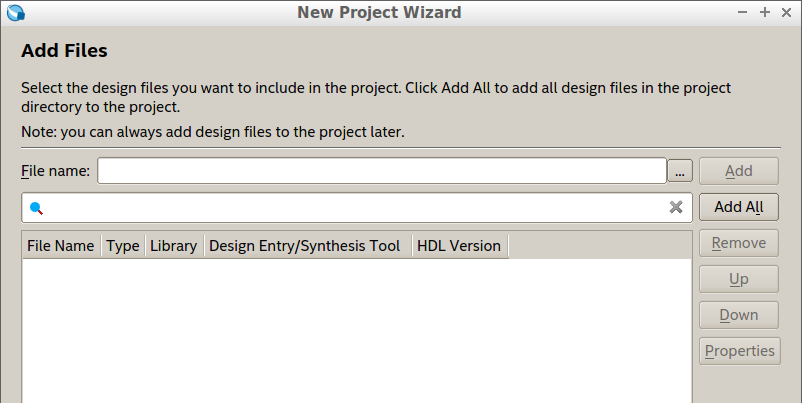 New Project Wizard
Add Files
Select the design files you want to include in the project. Click Add All to add all design files in the project
directory to the project.
Note: you can always add design files to the project later.
File name:
...
Add
Add All
File Name Type Library Design Entry/Synthesis Tool HDL Version
Remove
Up
Down
Properties